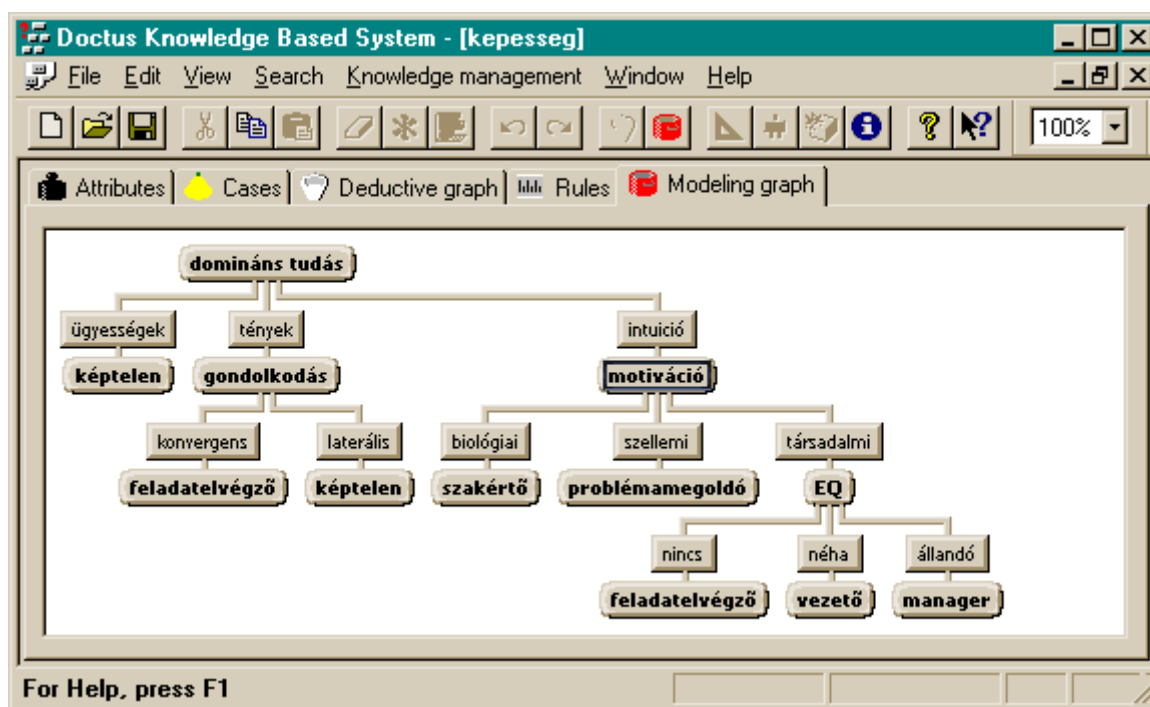 Doctus Knowledge Based System - [kepesseg]
File Edit View Search Knowledge management Window Help
100%
Attributes Cases Deductive graph Rules Modeling graph
domináns tudás
ügyességek tények intuició
képtelen gondolkodás motiváció
konvergens laterális biológiai szellemi társadalmi
feladatelvégző képtelen szakértő problémamegoldó EQ
nincs néha állandó
feladatelvégző vezető manager
For Help, press F1